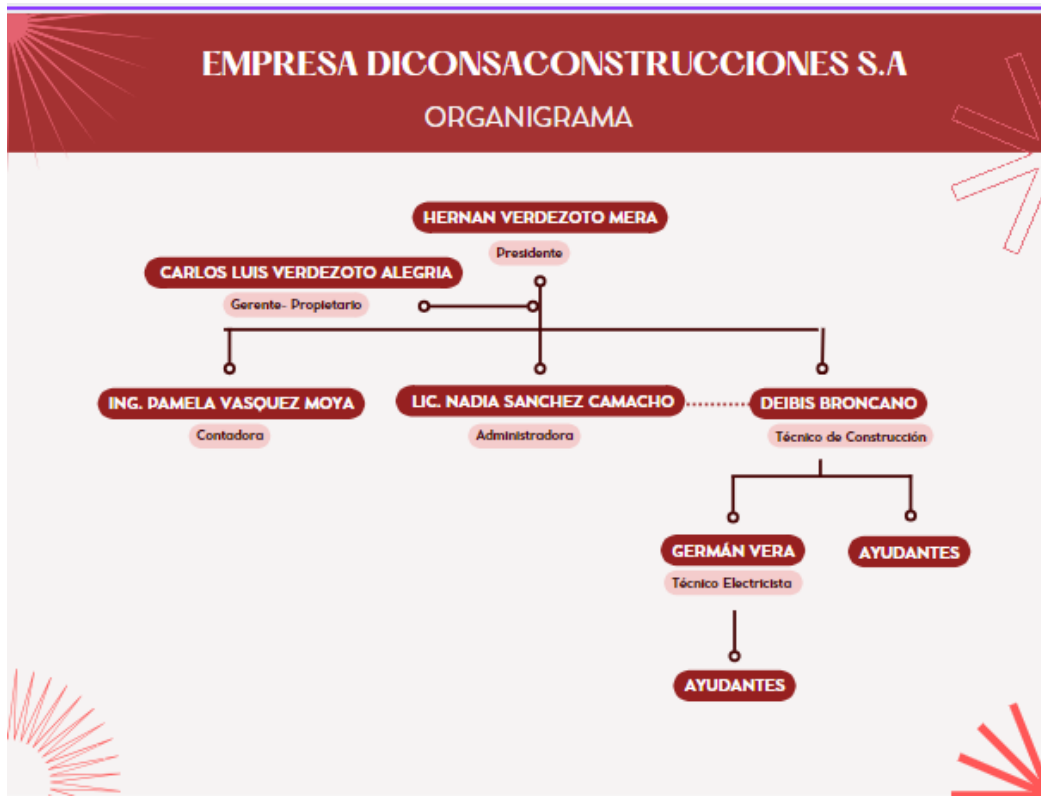 EMPRESA DICONSACONSTRUCCIONES S.A
ORGANIGRAMA
HERNAN VERDEZOTO MERA
Presidente
CARLOS LUIS VERDEZOTO ALEGRIA
Gerente- Propietario
ING. PAMELA VASQUEZ MOYA
Contadora
LIC. NADIA SANCHEZ CAMACHO
Administradora
DEIBIS BRONCANO
Técnico de Construcción
GERMÁN VERA
Técnico Electricista
AYUDANTES
AYUDANTES